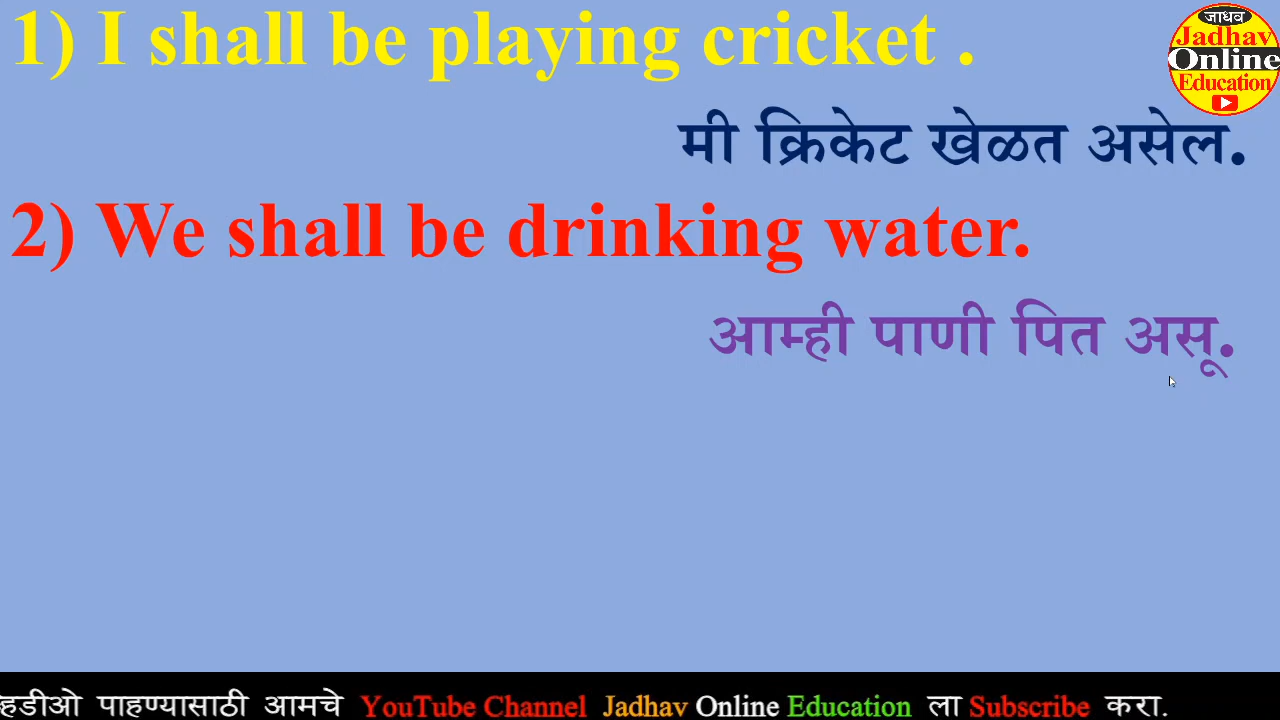 1) I shall be playing cricket .
जाधव
Jadhav
Online
Education
मी क्रिकेट खेळत असेल.
2) We shall be drinking water.
आम्ही पाणी पित असू.
पाहण्यासाठी आमचे YouTube Channel Jadhav Online Education ला Subscribe करा.